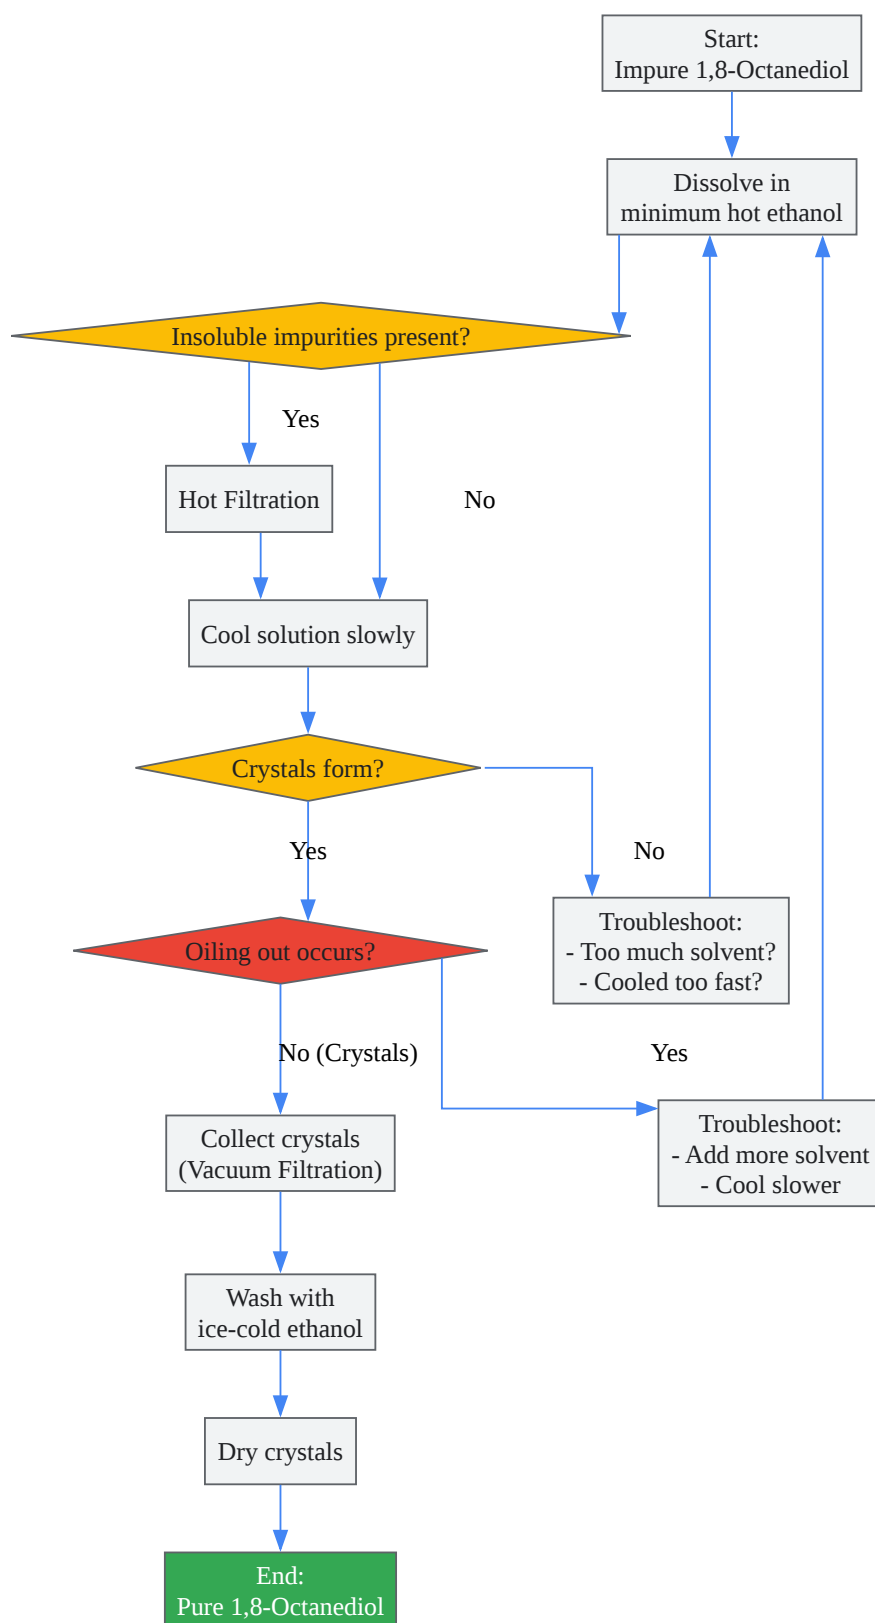 Start:
Impure 1,8-Octanediol
Dissolve in
minimum hot ethanol
Insoluble impurities present?
Yes
Hot Filtration
No
Cool solution slowly
Crystals form?
Yes
No
Troubleshoot:
- Too much solvent?
- Cooled too fast?
Oiling out occurs?
No (Crystals)
Yes
Troubleshoot:
- Add more solvent
- Cool slower
Collect crystals
(Vacuum Filtration)
Wash with
ice-cold ethanol
Dry crystals
End:
Pure 1,8-Octanediol